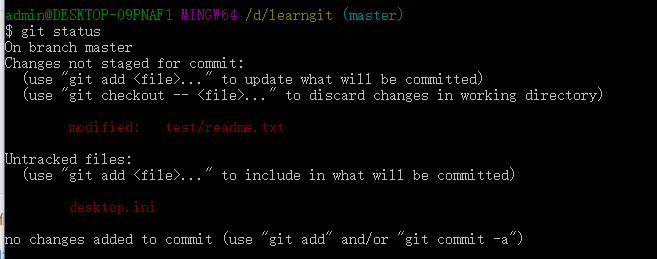 admin@DESKTOP-09PNAF1 MINGW64 /d/learngit (master)
$ git status
On branch master
Changes not staged for commit:
  (use "git add <file>..." to update what will be committed)
  (use "git checkout -- <file>..." to discard changes in working directory)
        modified:   test/readme.txt
Untracked files:
  (use "git add <file>..." to include in what will be committed)
        desktop.ini
no changes added to commit (use "git add" and/or "git commit -a")